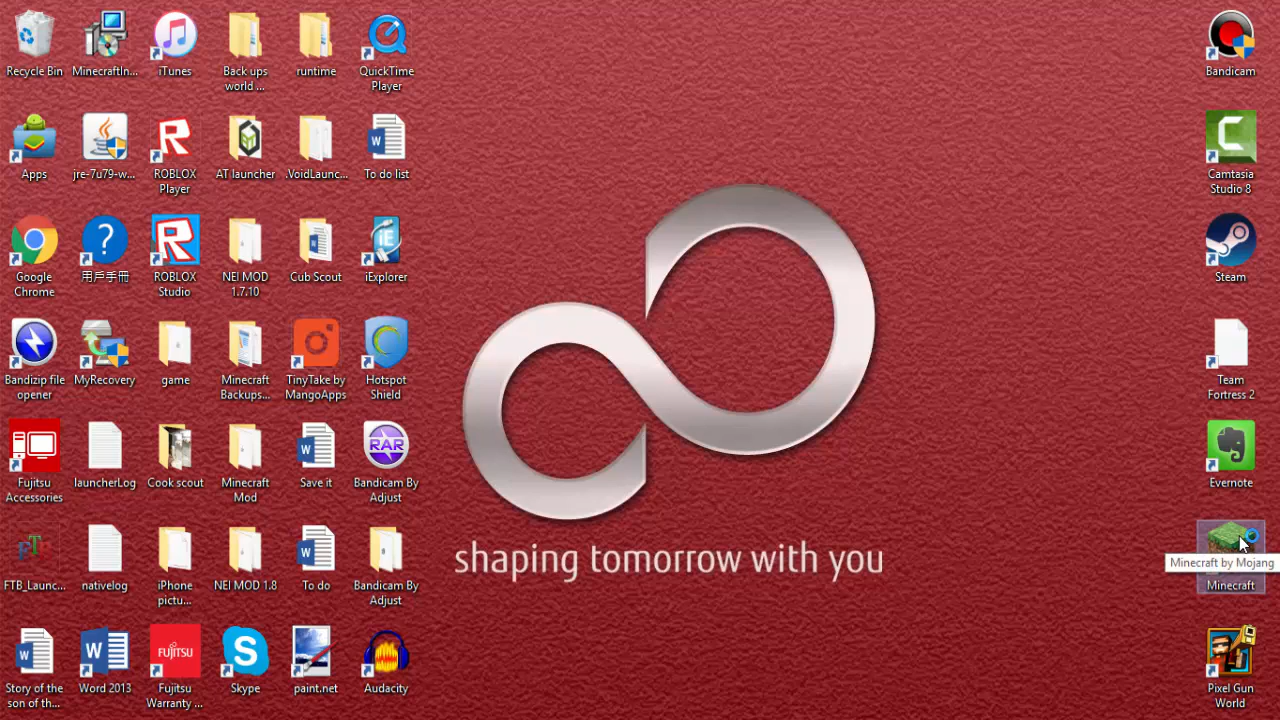 Recycle Bin
MinecraftIn...
iTunes
Back ups
world ...
runtime
QuickTime
Player
Bandicam
Apps
jre-7u79-w...
ROBLOX
Player
AT launcher
.VoidLaunc...
To do list
Camtasia
Studio 8
Google
Chrome
用戶手冊
ROBLOX
Studio
NEI MOD
1.7.10
Cub Scout
iExplorer
Steam
Bandizip file
opener
MyRecovery
game
Minecraft
Backups...
TinyTake by
MangoApps
Hotspot
Shield
Team
Fortress 2
Fujitsu
Accessories
launcherLog
Cook scout
Minecraft
Mod
Save it
RAR
Bandicam By
Adjust
Evernote
FTB_Launc...
nativelog
iPhone
pictu...
NEI MOD 1.8
To do
Bandicam By
Adjust
shaping tomorrow with you
Minecraft by Mojang
Minecraft
Story of the
son of th...
Word 2013
FUJITSU
Fujitsu
Warranty ...
Skype
paint.net
Audacity
Pixel Gun
World